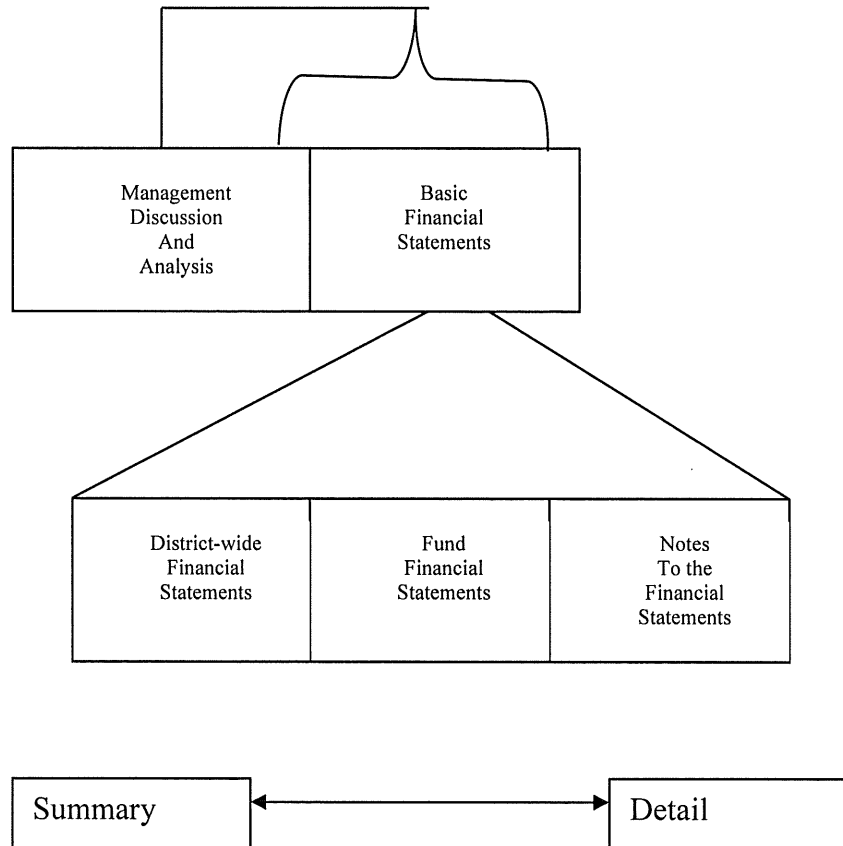 Management
Discussion
And
Analysis
Basic
Financial
Statements
District-wide
Financial
Statements
Fund
Financial
Statements
Notes
To the
Financial
Statements
Summary
Detail